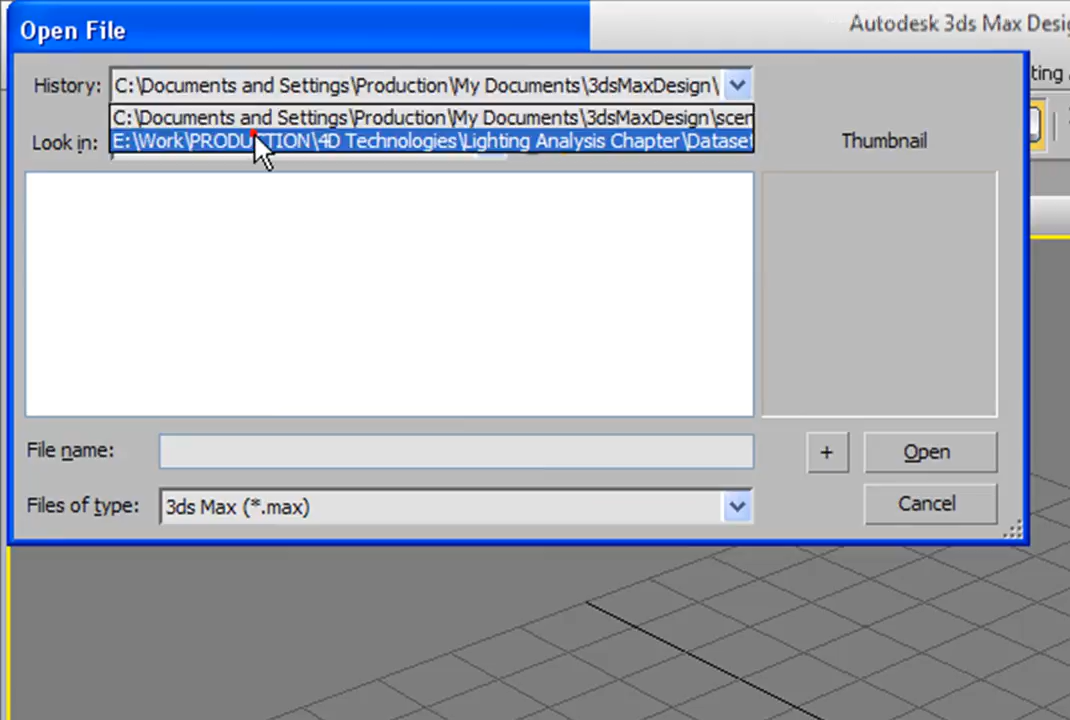 Open File
Autodesk 3ds Max Desi
History: C:\Documents and Settings\Production\My Documents\3dsMaxDesign\
ting
C:\Documents and Settings\Production\My Documents\3dsMaxDesign\scen
Look in: E:\Work\PRODUCTION\4D Technologies\Lighting Analysis Chapter\Dataset
Thumbnail
File name:
+ Open
Files of type: 3ds Max (*.max)
Cancel